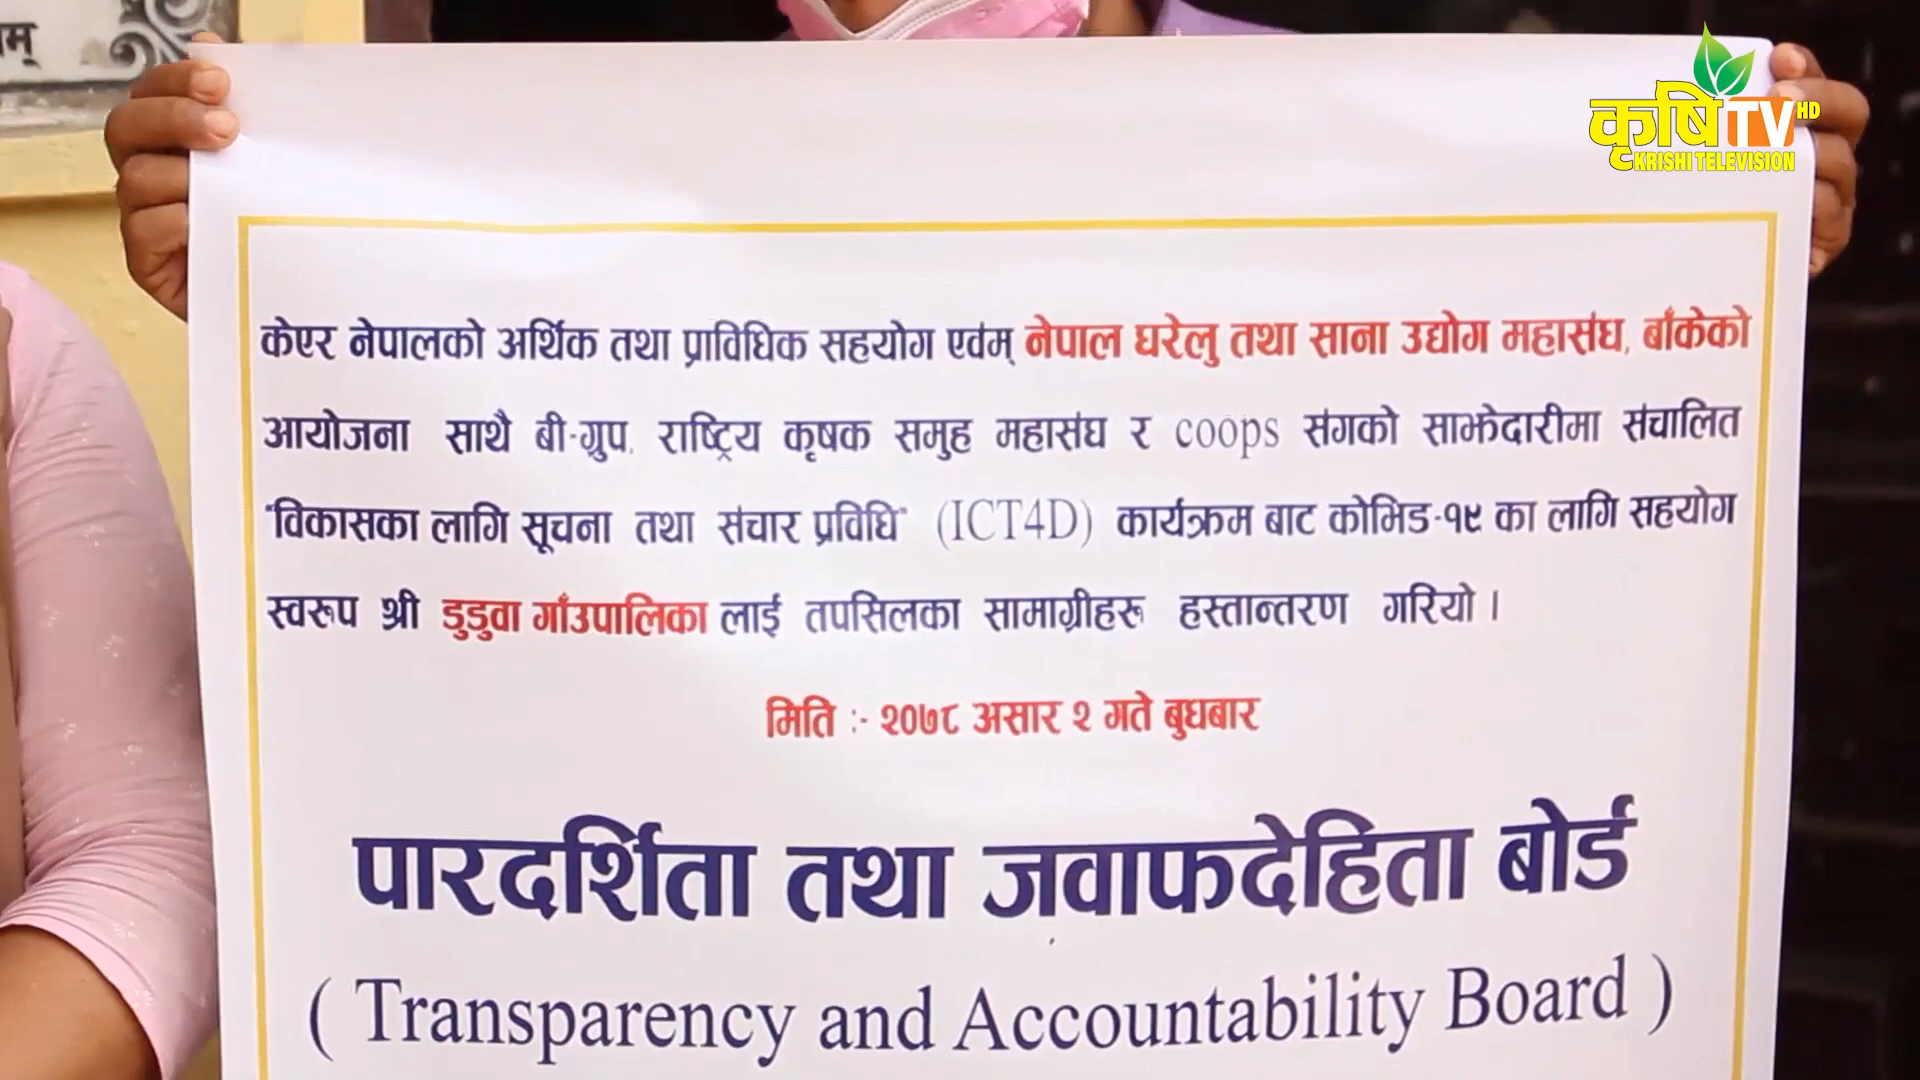 कृषि TV HD
KRISHI TELEVISION
केएर नेपालको अर्थिक तथा प्राविधिक सहयोग एवंम् नेपाल घरेलु तथा साना उद्योग महासंघ, बाँकेको
आयोजना साथै बी-ग्रुप, राष्ट्रिय कृषक समुह महासंघ र coops संगको साझेदारीमा संचालित
"विकासका लागि सूचना तथा संचार प्रविधि" (ICT4D) कार्यक्रम बाट कोभिड-१९ का लागि सहयोग
स्वरूप श्री डुडुवा गाँउपालिका लाई तपसिलका सामाग्रीहरू हस्तान्तरण गरियो ।
मिति :- २०७८ असार २ गते बुधबार
पारदर्शिता तथा जवाफदेहिता बोर्ड
( Transparency and Accountability Board )